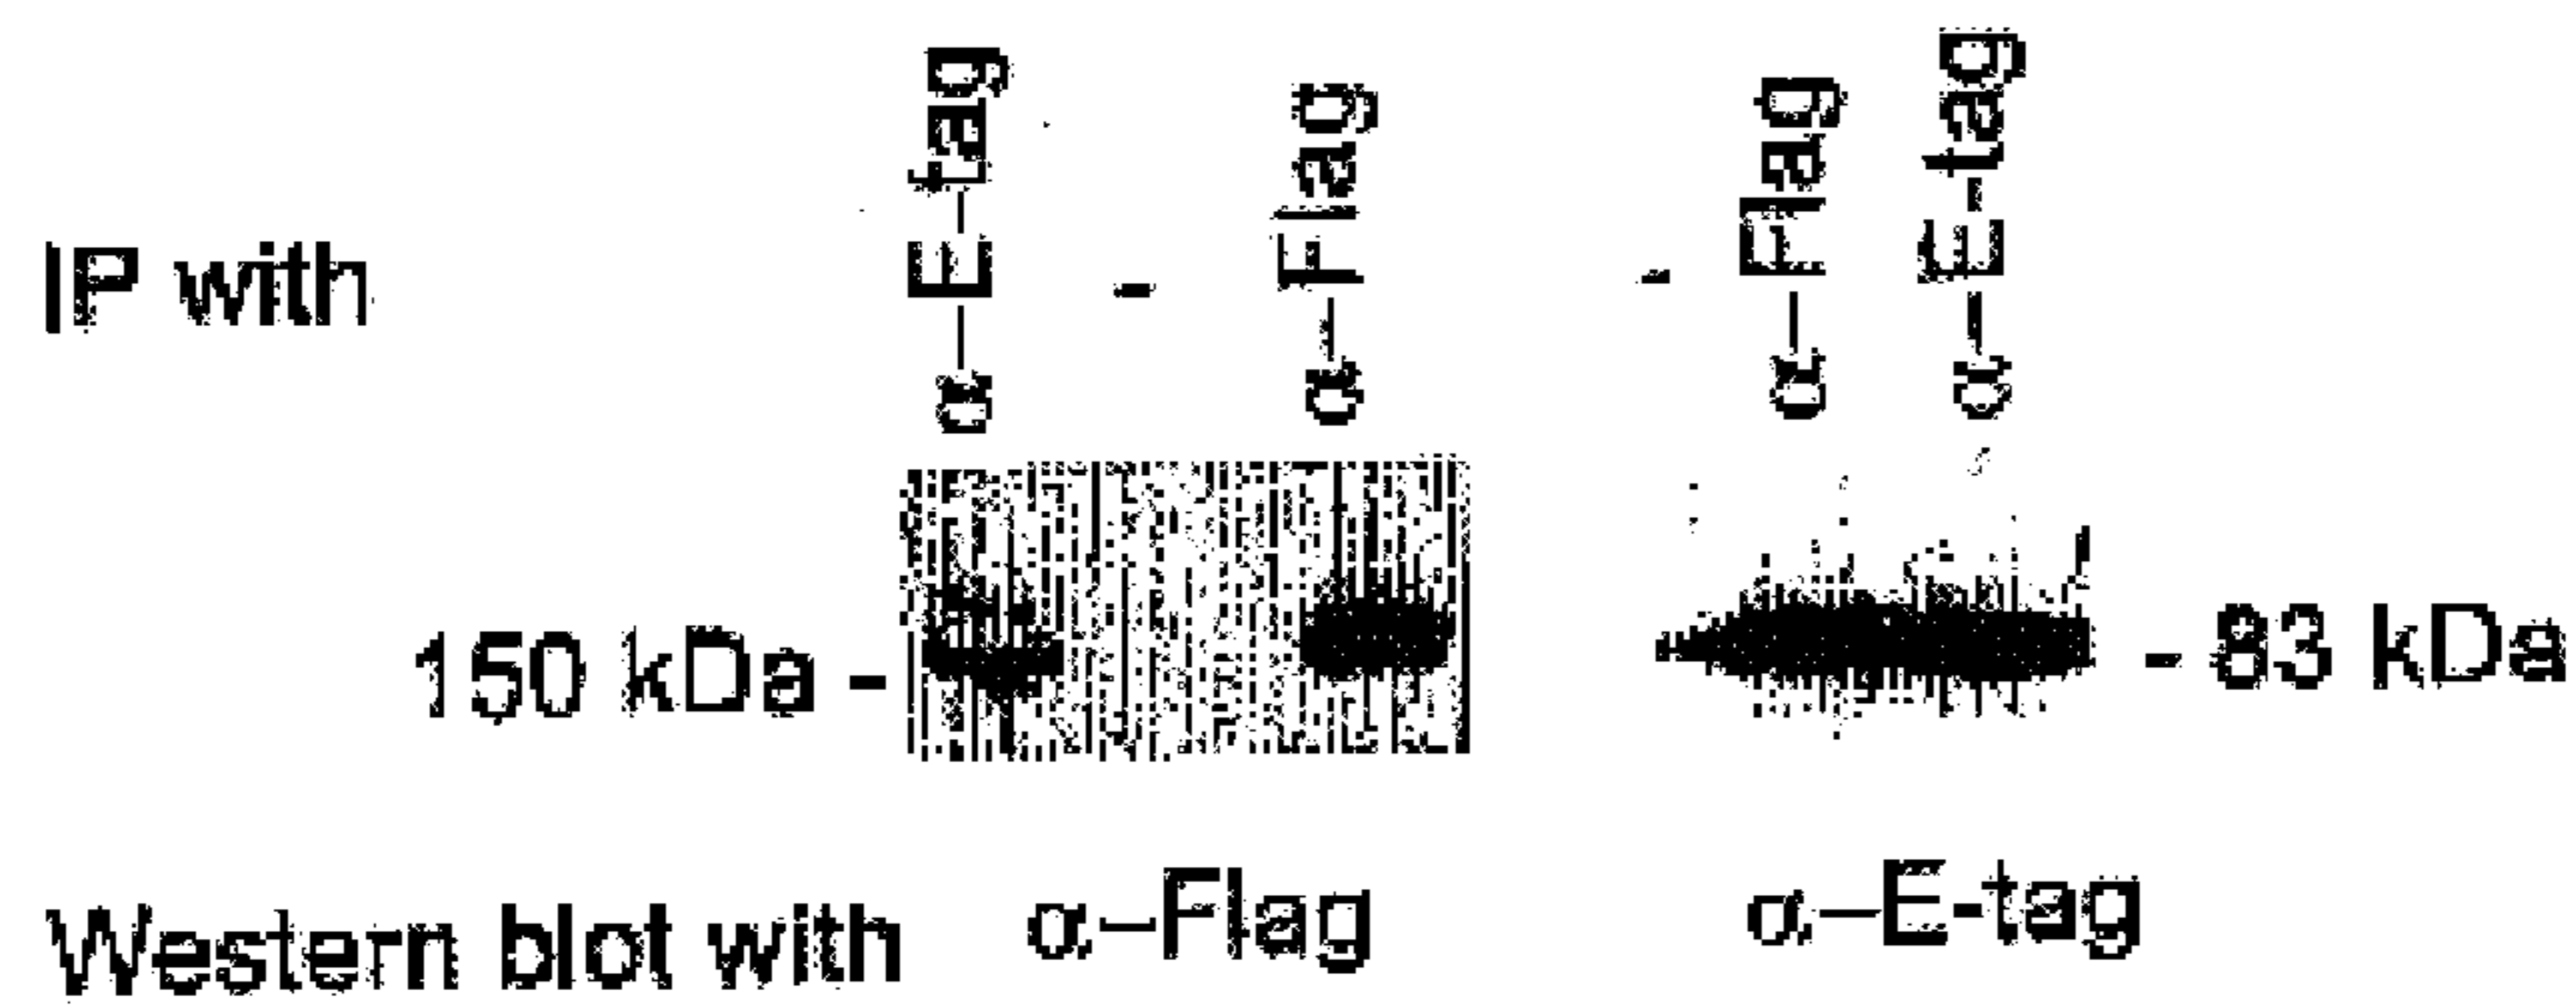 IP with α–E–tag - α–Flag - α–Flag α–E-tag
150 kDa - - 83 kDa
Western blot with α–Flag α–E-tag